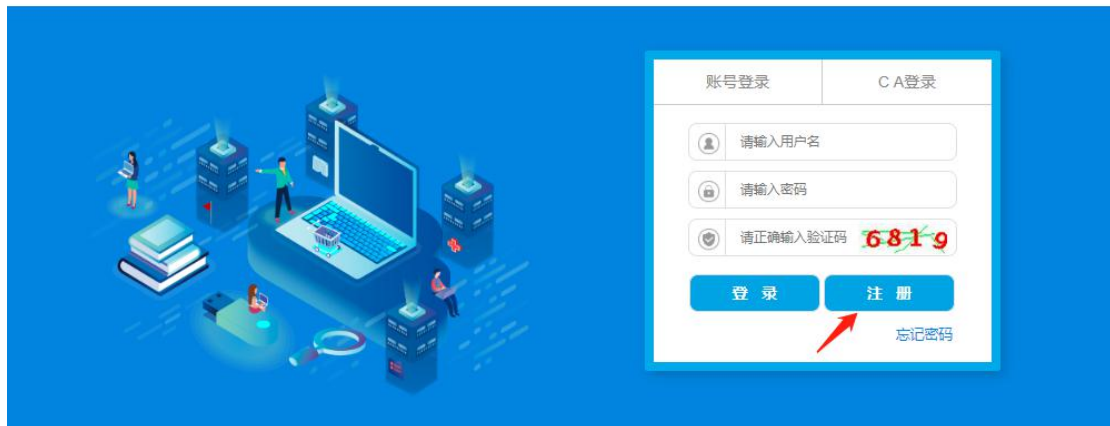 账号登录
CA登录
请输入用户名
请输入密码
请正确输入验证码 6819
登 录
注 册
忘记密码